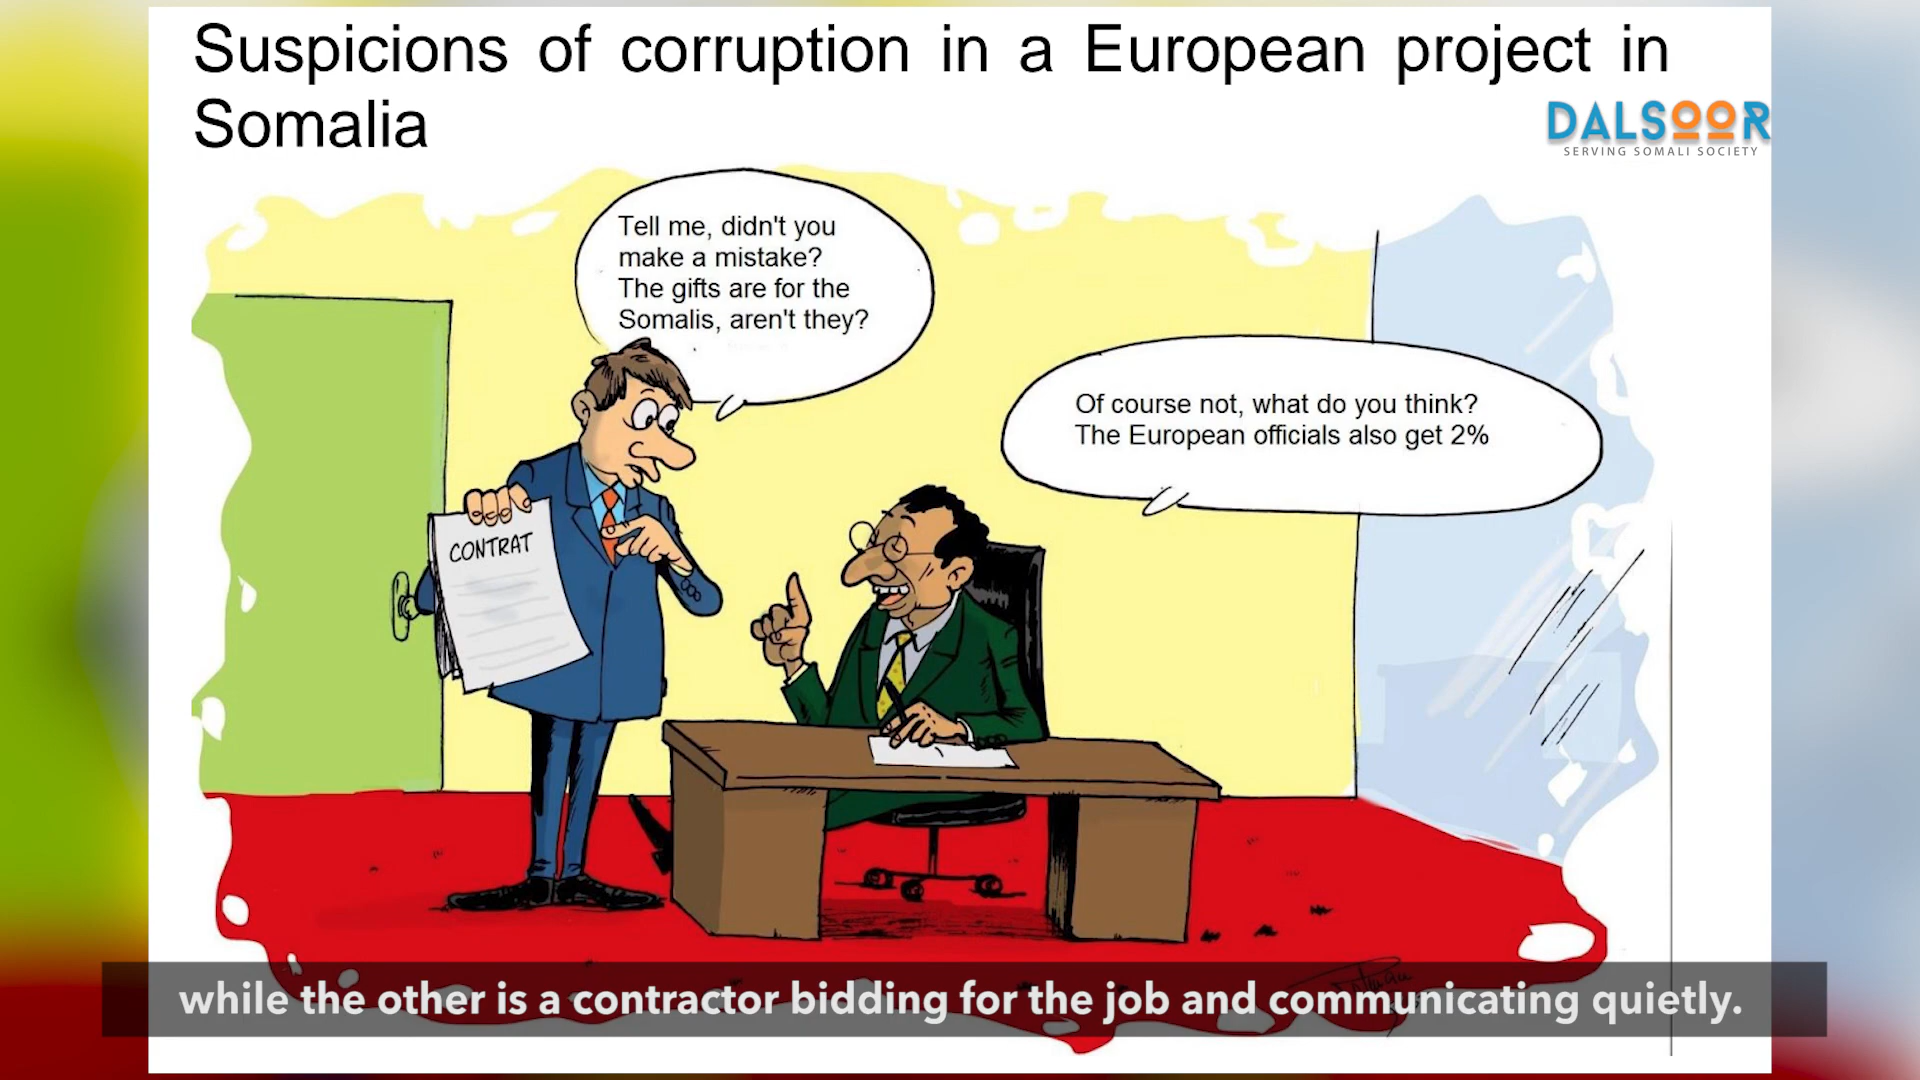 Suspicions of corruption in a European project in
Somalia
DALSOOR
SERVING SOMALI SOCIETY
Tell me, didn't you
make a mistake?
The gifts are for the
Somalis, aren't they?
Of course not, what do you think?
The European officials also get 2%
CONTRAT
while the other is a contractor bidding for the job and communicating quietly.